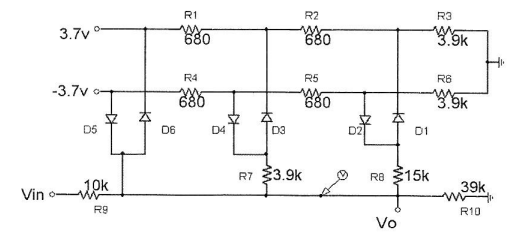 R1 R2 R3
3.7v 680 680 3.9k
R4 R5 R6
-3.7v 680 680 3.9k
D5 D6 D4 D3 D2 D1
R7 3.9k R8 15k
10k V 39k
Vin R9 Vo R10